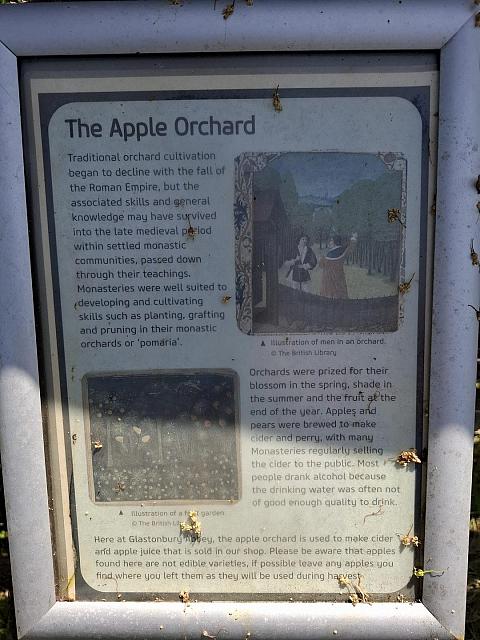 The Apple Orchard
Traditional orchard cultivation
began to decline with the fall of
the Roman Empire, but the
associated skills and general
knowledge may have survived
into the late medieval period
within settled monastic
communities, passed down
through their teachings.
Monasteries were well suited to
developing and cultivating
skills such as planting, grafting
and pruning in their monastic
orchards or 'pomaria'.
▲ Illustration of men in an orchard.
© The British Library
Orchards were prized for their
blossom in the spring, shade in
the summer and the fruit at the
end of the year. Apples and
pears were brewed to make
cider and perry, with many
Monasteries regularly selling
the cider to the public. Most
people drank alcohol because
the drinking water was often not
of good enough quality to drink.
▲ Illustration of a garden.
© The British Library
Here at Glastonbury Abbey, the apple orchard is used to make cider
and apple juice that is sold in our shop. Please be aware that apples
found here are not edible varieties, if possible leave any apples you
find where you left them as they will be used during harvest.